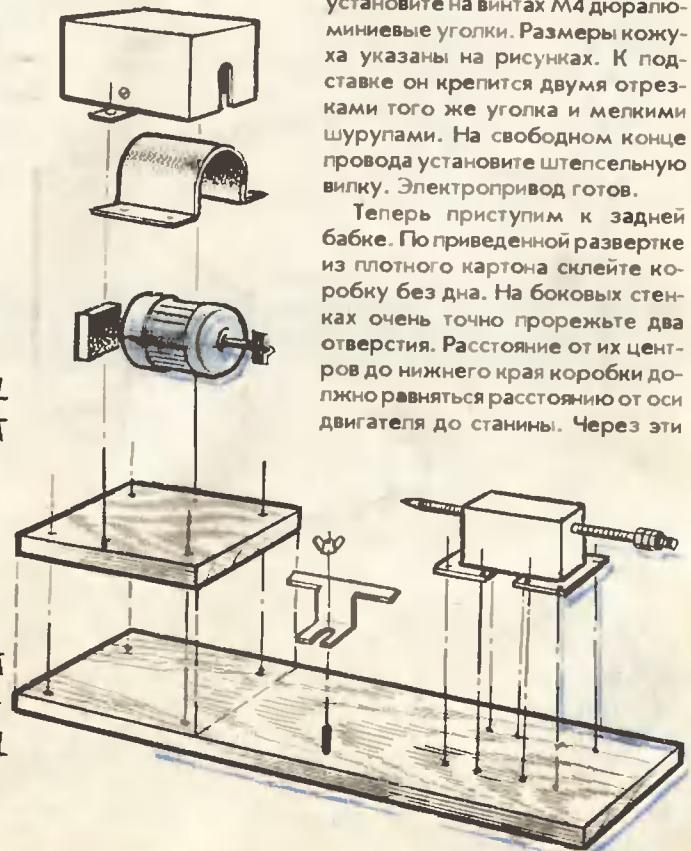 установите на винтах М4 дюралю-
миниевые уголки. Размеры кожу-
ха указаны на рисунках. К под-
ставке он крепится двумя отрез-
ками того же уголка и мелкими
шурупами. На свободном конце
провода установите штепсельную
вилку. Электропривод готов.
Теперь приступим к задней
бабке. По приведенной развертке
из плотного картона склейте ко-
робку без дна. На боковых стен-
ках очень точно прорежьте два
отверстия. Расстояние от их цент-
ров до нижнего края коробки до-
лжно равняться расстоянию от оси
двигателя до станины. Через эти